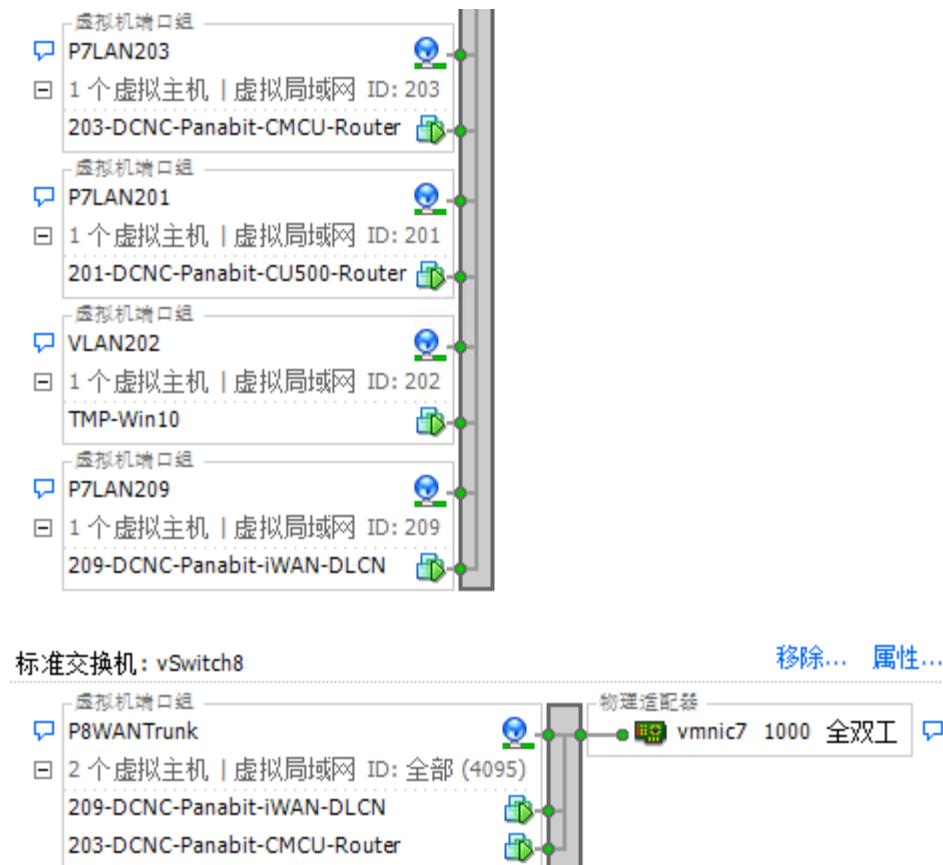 虚拟机端口组
P7LAN203
1 个虚拟主机 | 虚拟局域网 ID: 203
203-DCNC-Panabit-CMCU-Router
虚拟机端口组
P7LAN201
1 个虚拟主机 | 虚拟局域网 ID: 201
201-DCNC-Panabit-CU500-Router
虚拟机端口组
VLAN202
1 个虚拟主机 | 虚拟局域网 ID: 202
TMP-Win10
虚拟机端口组
P7LAN209
1 个虚拟主机 | 虚拟局域网 ID: 209
209-DCNC-Panabit-iWAN-DLCN
标准交换机: vSwitch8 移除... 属性...
虚拟机端口组 物理适配器
P8WANTrunk vmnic7 1000 全双工
2 个虚拟主机 | 虚拟局域网 ID: 全部 (4095)
209-DCNC-Panabit-iWAN-DLCN
203-DCNC-Panabit-CMCU-Router